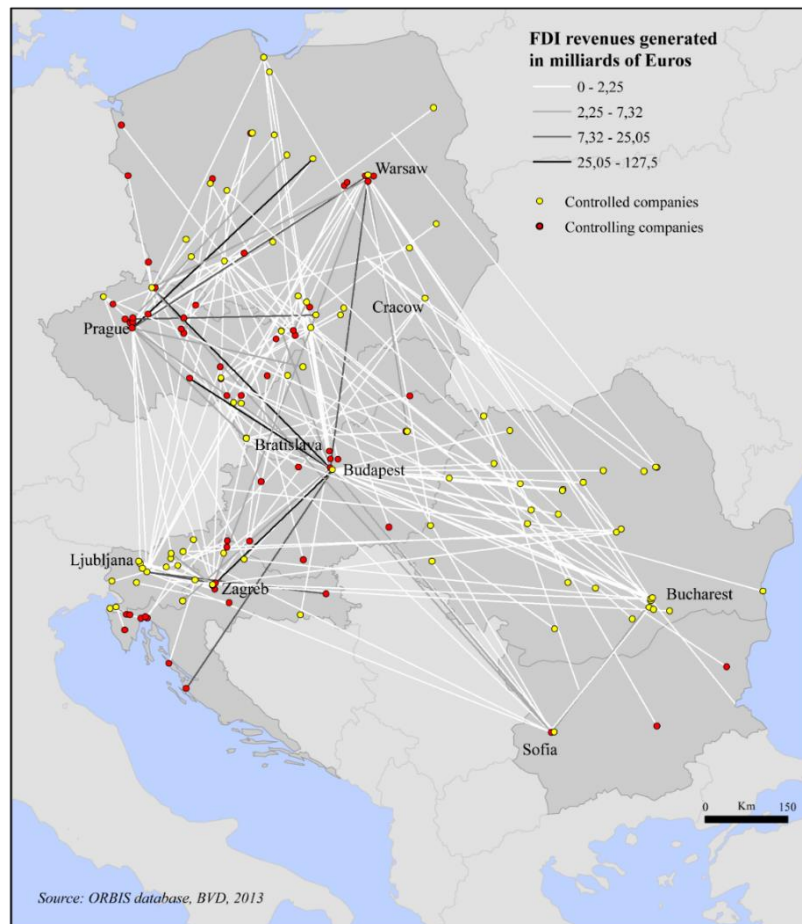 FDI revenues generated
in milliards of Euros
0 - 2,25
2,25 - 7,32
7,32 - 25,05
25,05 - 127,5
Controlled companies
Controlling companies
Warsaw
Cracow
Prague
Bratislava
Budapest
Ljubljana
Zagreb
Bucharest
Sofia
0 Km 150
Source: ORBIS database, BVD, 2013